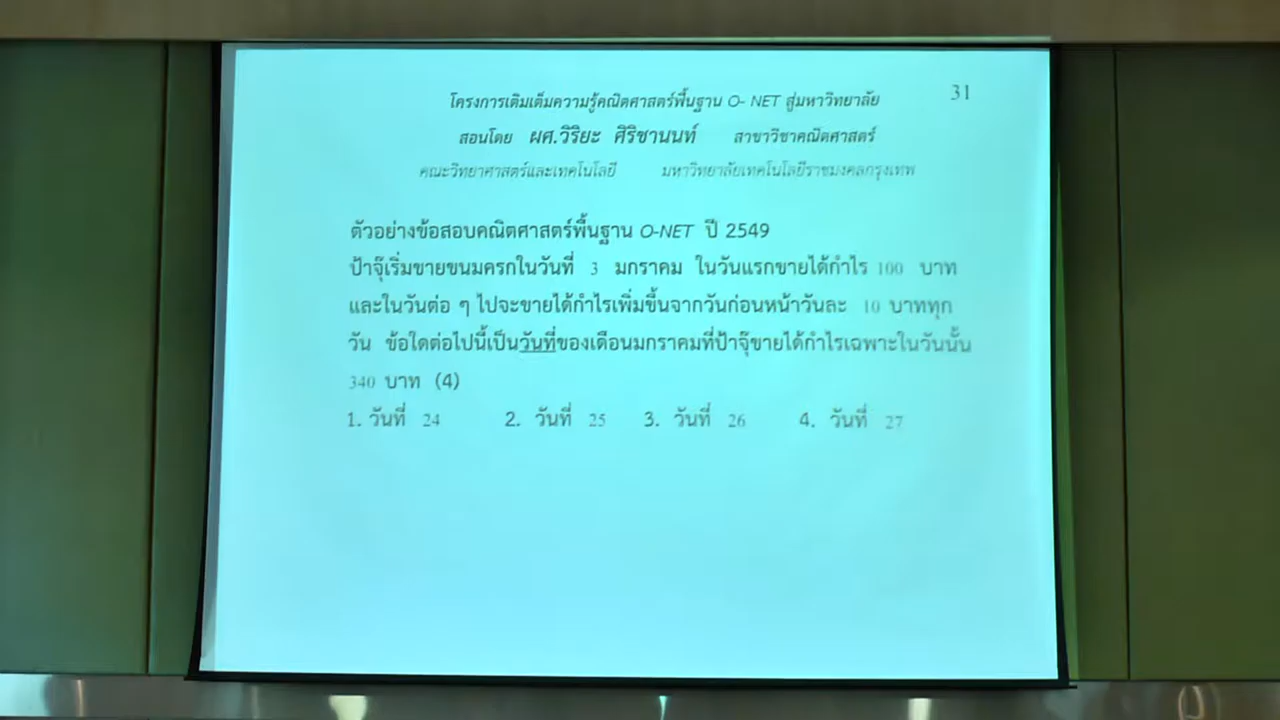 31
โครงการเติมเต็มความรู้คณิตศาสตร์พื้นฐาน O- NET สู่มหาวิทยาลัย
สอนโดย ผศ.วิริยะ ศิริชานนท์ สาขาวิชาคณิตศาสตร์
คณะวิทยาศาสตร์และเทคโนโลยี มหาวิทยาลัยเทคโนโลยีราชมงคลกรุงเทพ
ตัวอย่างข้อสอบคณิตศาสตร์พื้นฐาน O-NET ปี 2549
ป้าจุ๊เริ่มขายขนมครกในวันที่ 3 มกราคม ในวันแรกขายได้กำไร 100 บาท
และในวันต่อ ๆ ไปจะขายได้กำไรเพิ่มขึ้นจากวันก่อนหน้าวันละ 10 บาททุก
วัน ข้อใดต่อไปนี้เป็นวันที่ของเดือนมกราคมที่ป้าจุ๊ขายได้กำไรเฉพาะในวันนั้น
340 บาท (4)
1. วันที่ 24 2. วันที่ 25 3. วันที่ 26 4. วันที่ 27